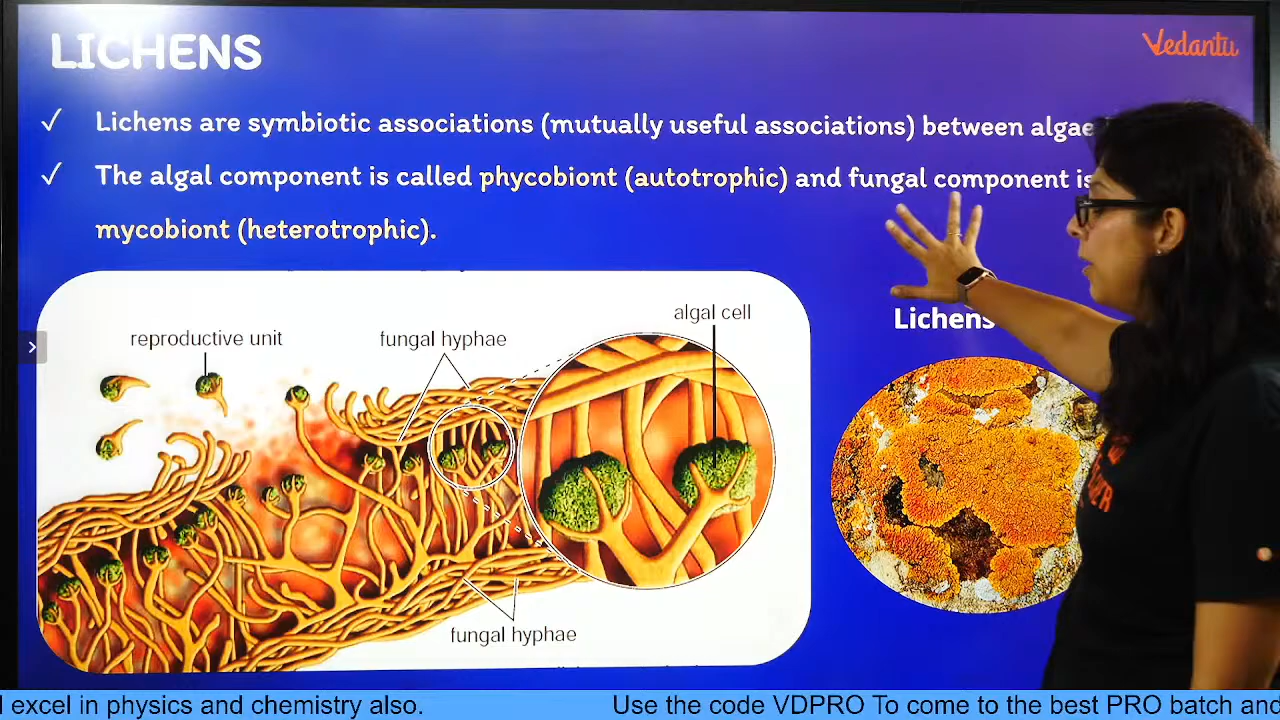 LICHENS
Vedantu
✓ Lichens are symbiotic associations (mutually useful associations) between algae
✓ The algal component is called phycobiont (autotrophic) and fungal component is
mycobiont (heterotrophic).
algal cell
reproductive unit
fungal hyphae
Lichens
fungal hyphae
excel in physics and chemistry also.
Use the code VDPRO To come to the best PRO batch and